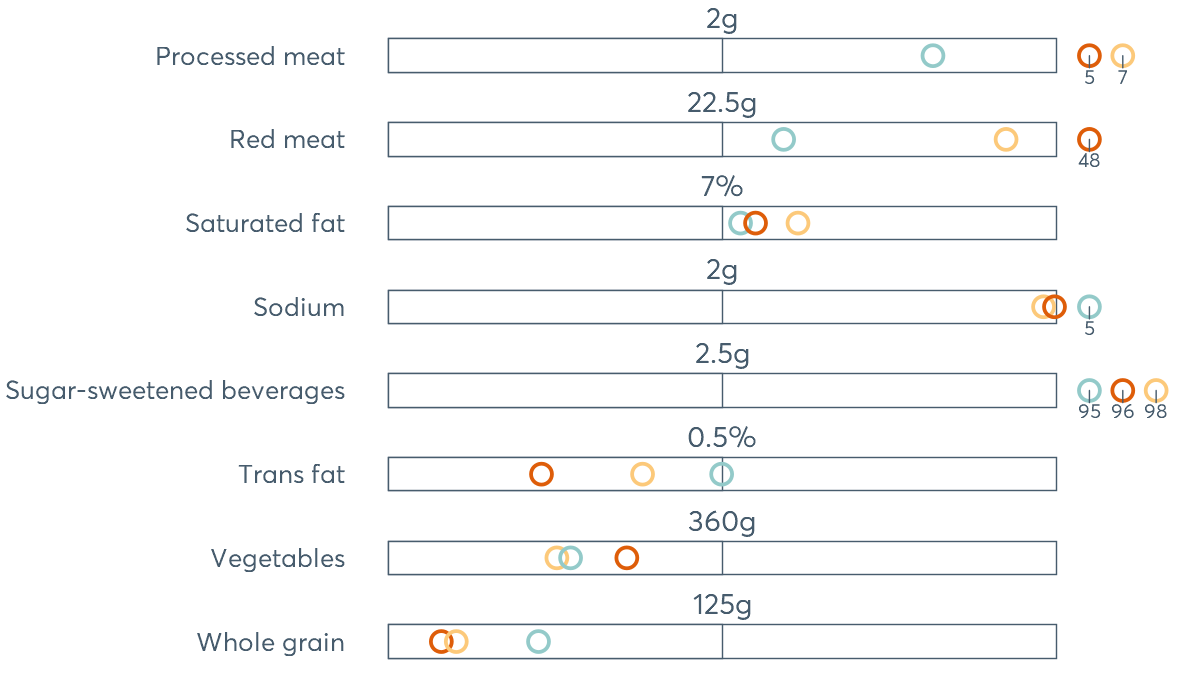 2g
Processed meat
5 7
22.5g
Red meat
48
7%
Saturated fat
2g
Sodium
5
2.5g
Sugar-sweetened beverages
95 96 98
0.5%
Trans fat
360g
Vegetables
125g
Whole grain